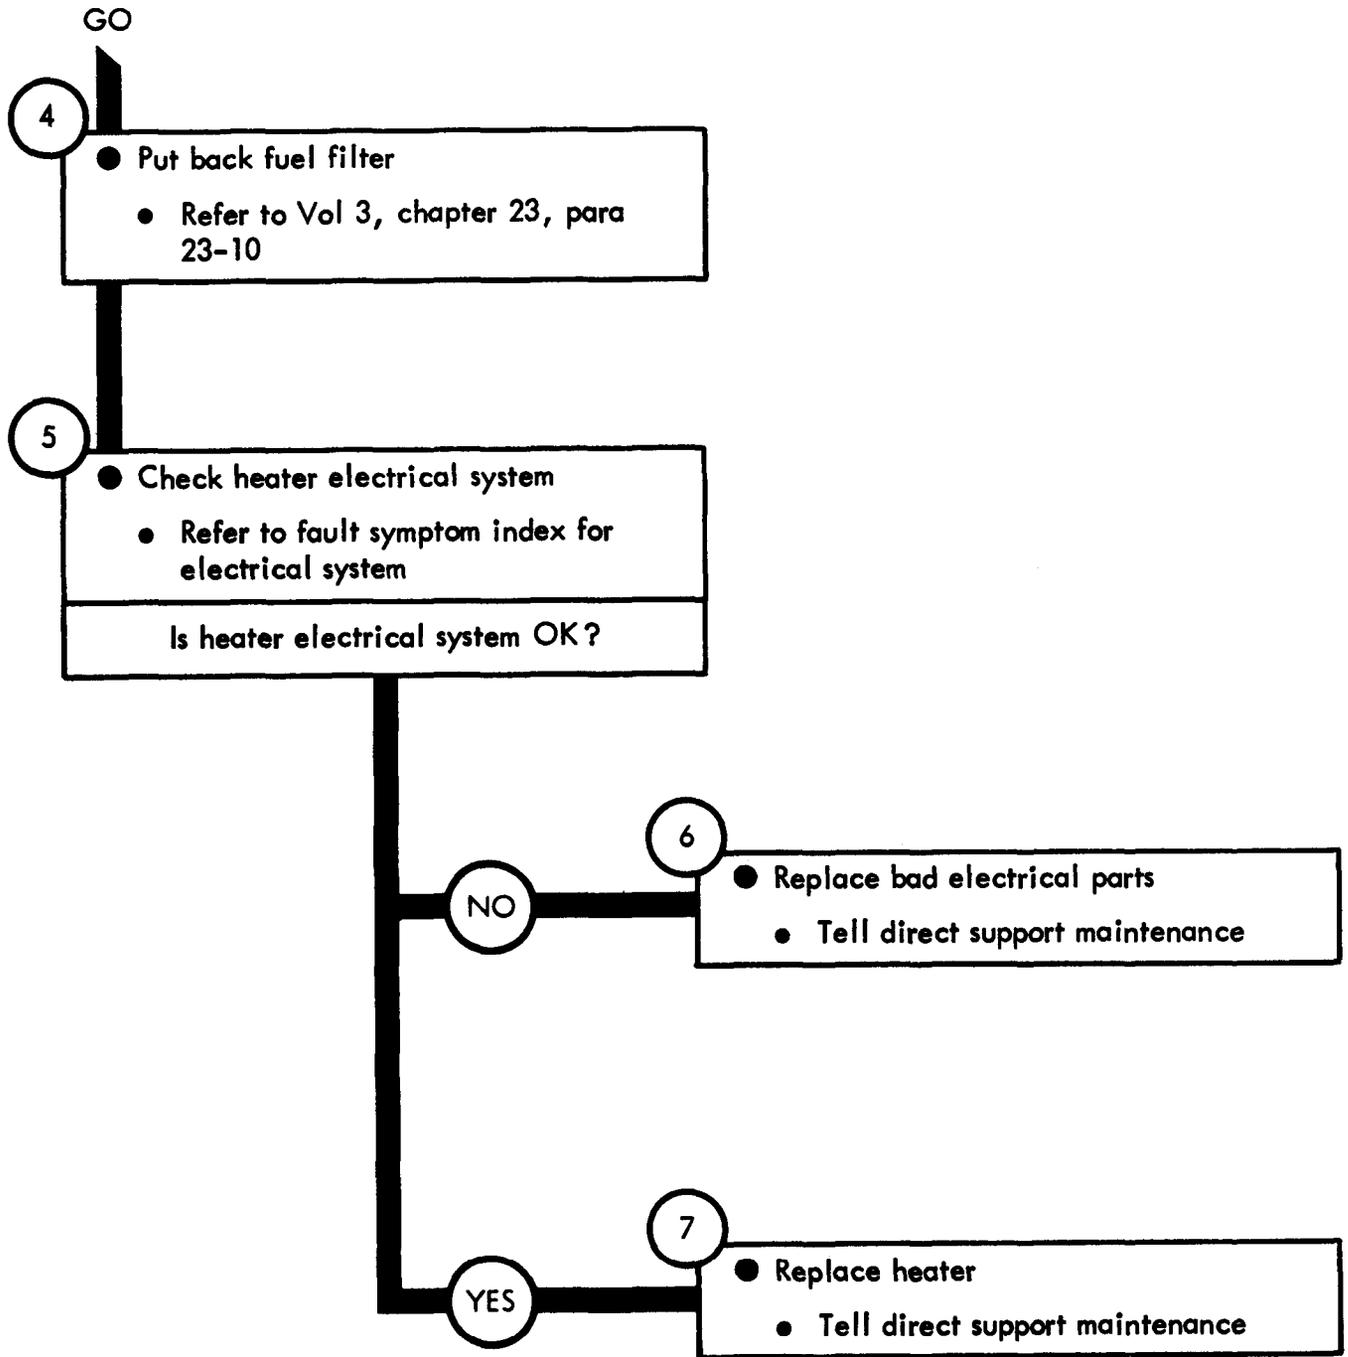 GO
4
● Put back fuel filter
● Refer to Vol 3, chapter 23, para
23-10
5
● Check heater electrical system
● Refer to fault symptom index for
electrical system
Is heater electrical system OK?
6
NO
● Replace bad electrical parts
● Tell direct support maintenance
7
YES
● Replace heater
● Tell direct support maintenance